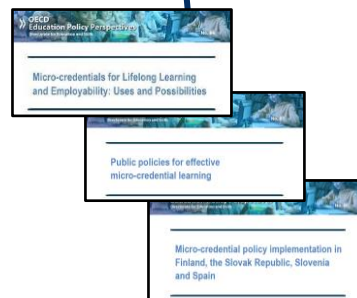 OECD
Education Policy Perspectives
Micro-credentials for Lifelong Learning
and Employability: Uses and Possibilities
Public policies for effective
micro-credential learning
Micro-credential policy implementation in
Finland, the Slovak Republic, Slovenia
and Spain